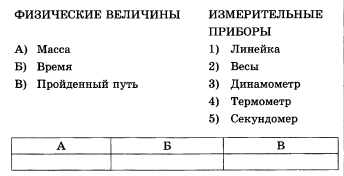 ФИЗИЧЕСКИЕ ВЕЛИЧИНЫ
А) Масса
Б) Время
В) Пройденный путь
ИЗМЕРИТЕЛЬНЫЕ
ПРИБОРЫ
1) Линейка
2) Весы
3) Динамометр
4) Термометр
5) Секундомер
А Б В